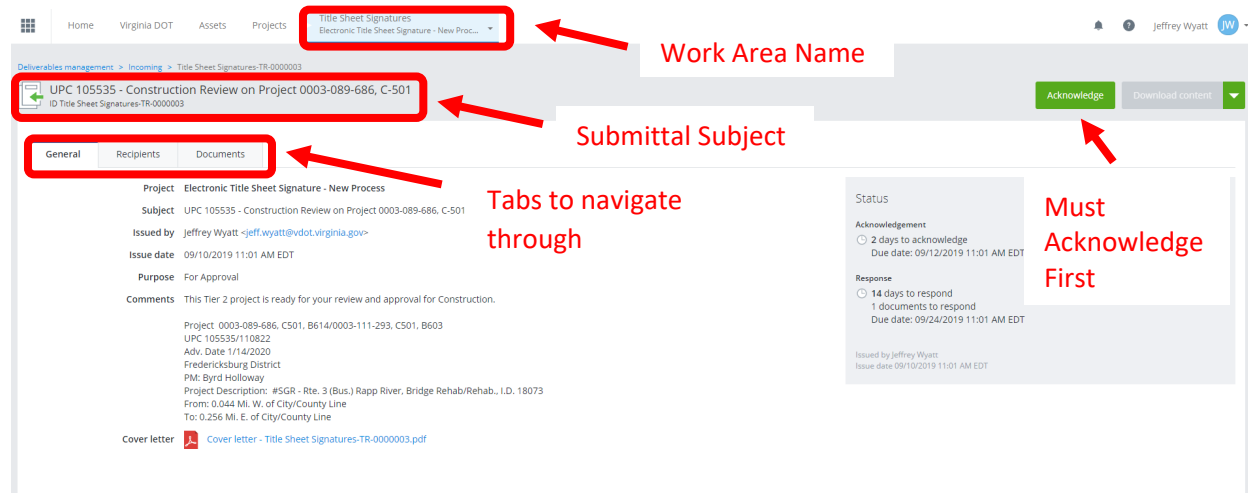 Title Sheet Signatures
Home Virginia DOT Assets Projects Electronic Title Sheet Signature - New Proc... Jeffrey Wyatt JW
Work Area Name
Deliverables management > Incoming > Title Sheet Signatures-TR-0000003
UPC 105535 - Construction Review on Project 0003-089-686, C-501
ID Title Sheet Signatures-TR-0000003
Acknowledge Download content
Submittal Subject
General Recipients Documents
Tabs to navigate
through
Must
Acknowledge
First
Project Electronic Title Sheet Signature - New Process
Subject UPC 105535 - Construction Review on Project 0003-089-686, C-501
Issued by Jeffrey Wyatt <jeff.wyatt@vdot.virginia.gov>
Issue date 09/10/2019 11:01 AM EDT
Purpose For Approval
Comments This Tier 2 project is ready for your review and approval for Construction.
Project 0003-089-686, C501, B614/0003-111-293, C501, B603
UPC 105535/110822
Adv. Date 1/14/2020
Fredericksburg District
PM: Byrd Holloway
Project Description: #SGR - Rte. 3 (Bus.) Rapp River, Bridge Rehab/Rehab., I.D. 18073
From: 0.044 Mi. W. of City/County Line
To: 0.256 Mi. E. of City/County Line
Cover letter Cover letter - Title Sheet Signatures-TR-0000003.pdf
Status
Acknowledgement
2 days to acknowledge
Due date: 09/12/2019 11:01 AM EDT
Response
14 days to respond
1 documents to respond
Due date: 09/24/2019 11:01 AM EDT
Issued by Jeffrey Wyatt
Issue date 09/10/2019 11:01 AM EDT